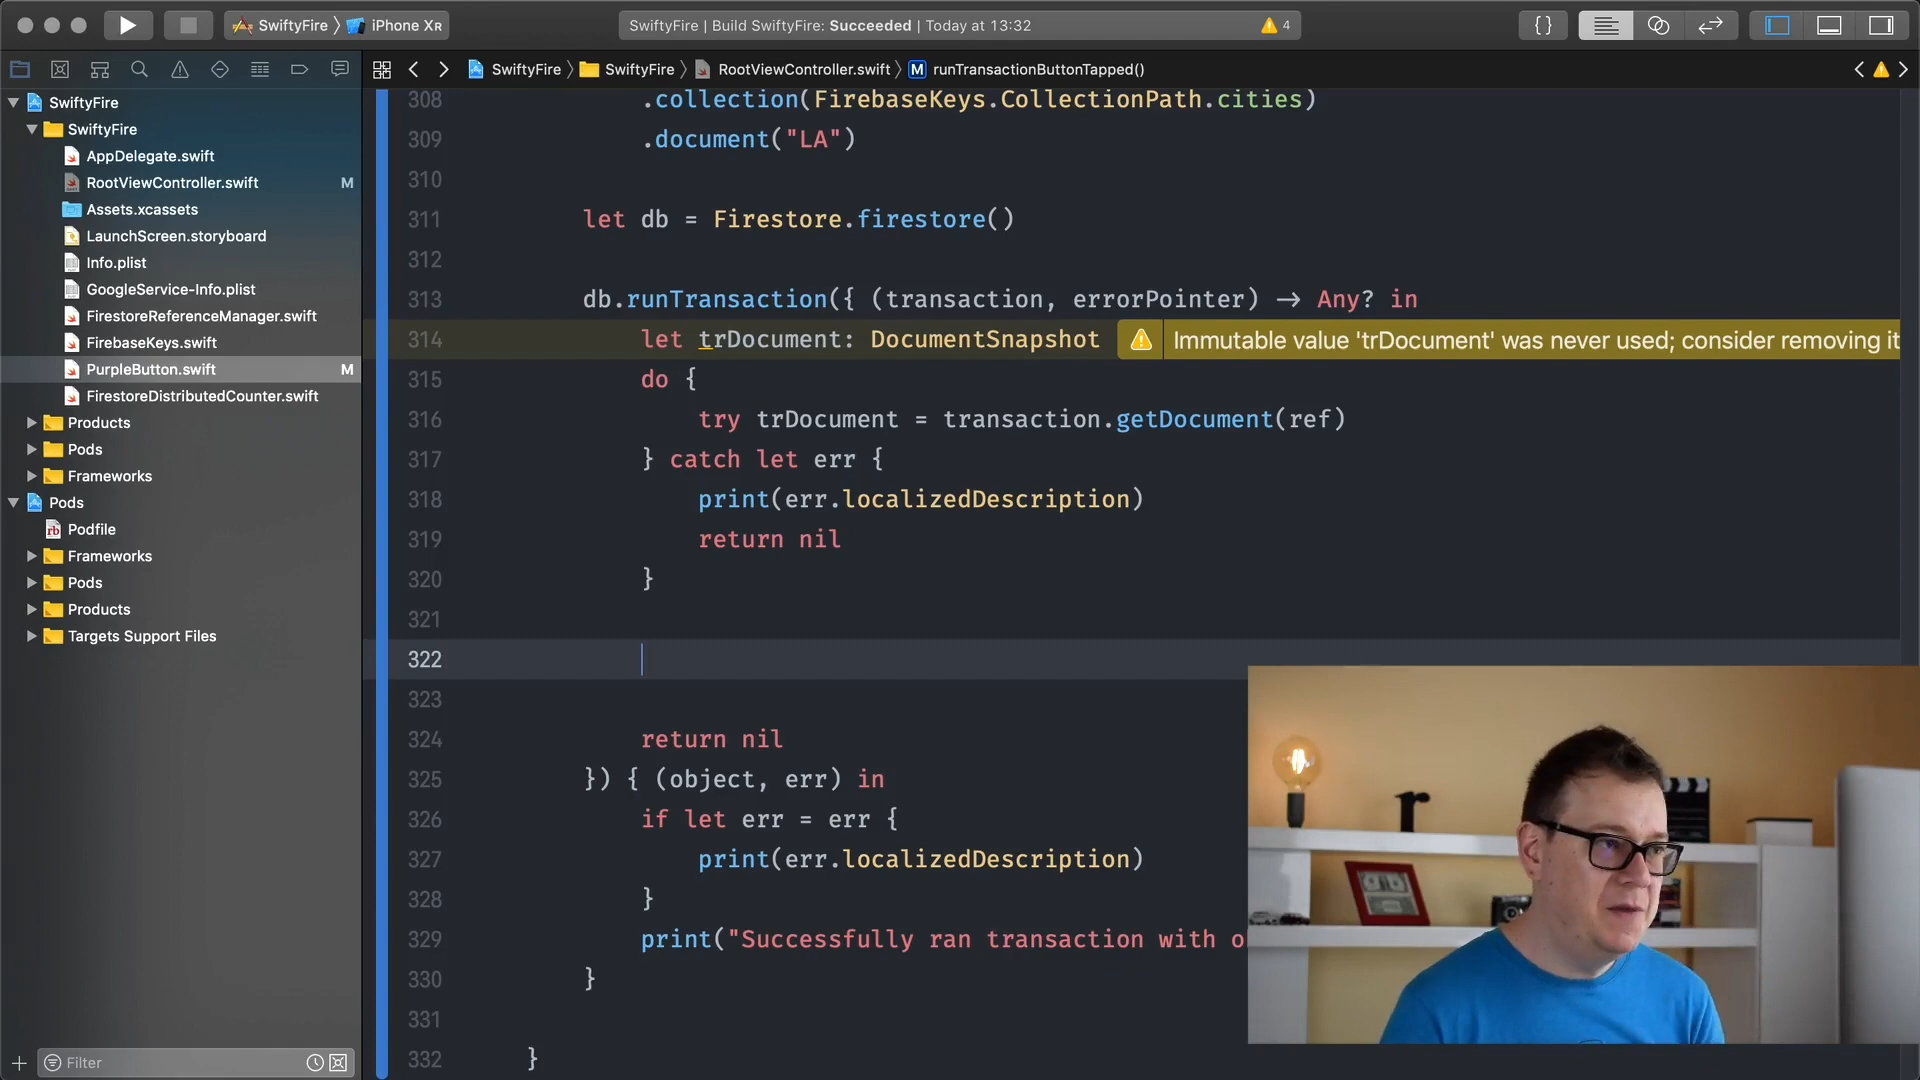 SwiftyFire
iPhone XR
SwiftyFire | Build SwiftyFire: Succeeded | Today at 13:32
4
{ }
SwiftyFire
SwiftyFire
RootViewController.swift
M
runTransactionButtonTapped()
SwiftyFire
SwiftyFire
AppDelegate.swift
RootViewController.swift M
Assets.xcassets
LaunchScreen.storyboard
Info.plist
GoogleService-Info.plist
FirestoreReferenceManager.swift
FirebaseKeys.swift
PurpleButton.swift M
FirestoreDistributedCounter.swift
Products
Pods
Frameworks
Pods
rb Podfile
Frameworks
Pods
Products
Targets Support Files
Filter
308 .collection(FirebaseKeys.CollectionPath.cities)
309 .document("LA")
310
311 let db = Firestore.firestore()
312
313 db.runTransaction({ (transaction, errorPointer) -> Any? in
314 let trDocument: DocumentSnapshot Immutable value 'trDocument' was never used; consider removing it
315 do {
316 try trDocument = transaction.getDocument(ref)
317 } catch let err {
318 print(err.localizedDescription)
319 return nil
320 }
321
322
323
324 return nil
325 }) { (object, err) in
326 if let err = err {
327 print(err.localizedDescription)
328 }
329 print("Successfully ran transaction with o
330 }
331
332 }